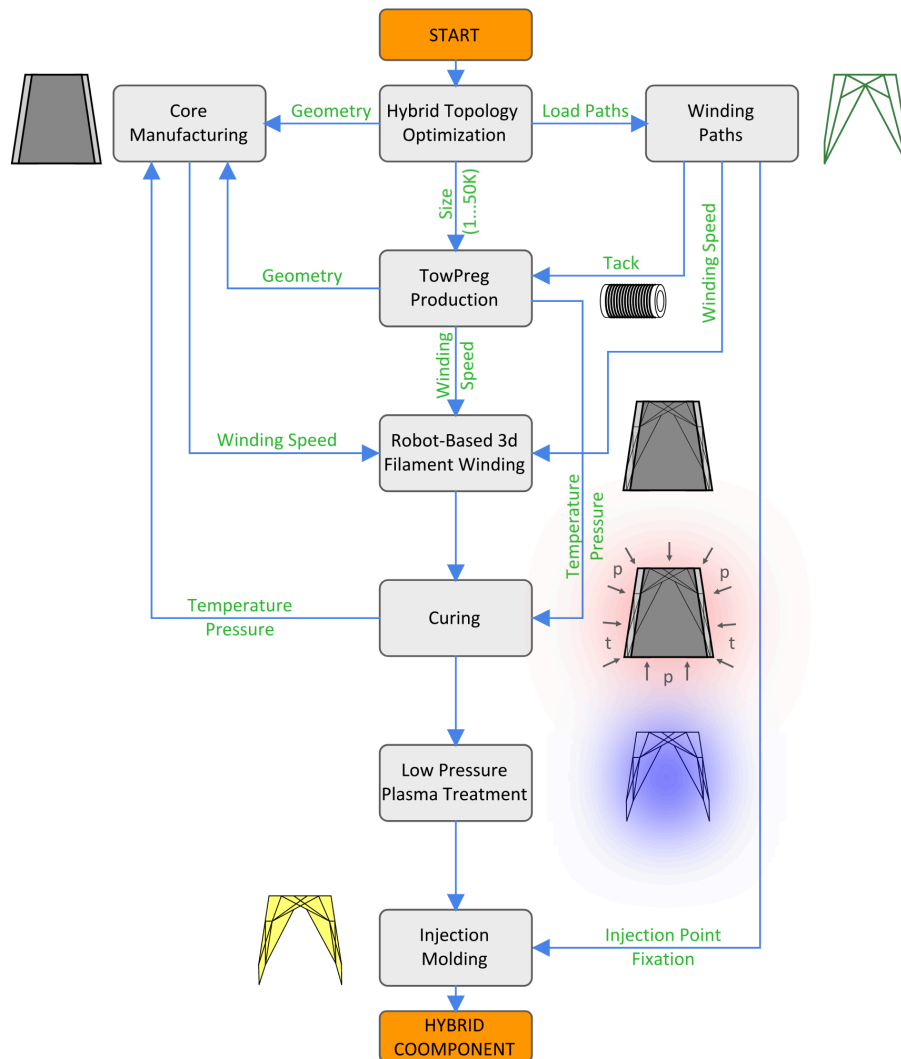 START
Core
Manufacturing
Geometry
Hybrid Topology
Optimization
Load Paths
Winding
Paths
Size
(1...50K)
Winding Speed
Geometry
TowPreg
Production
Tack
Winding
Speed
Winding Speed
Robot-Based 3d
Filament Winding
Temperature
Pressure
p
p
t
t
p
Temperature
Pressure
Curing
Low Pressure
Plasma Treatment
Injection
Molding
Injection Point
Fixation
HYBRID
COOMPONENT